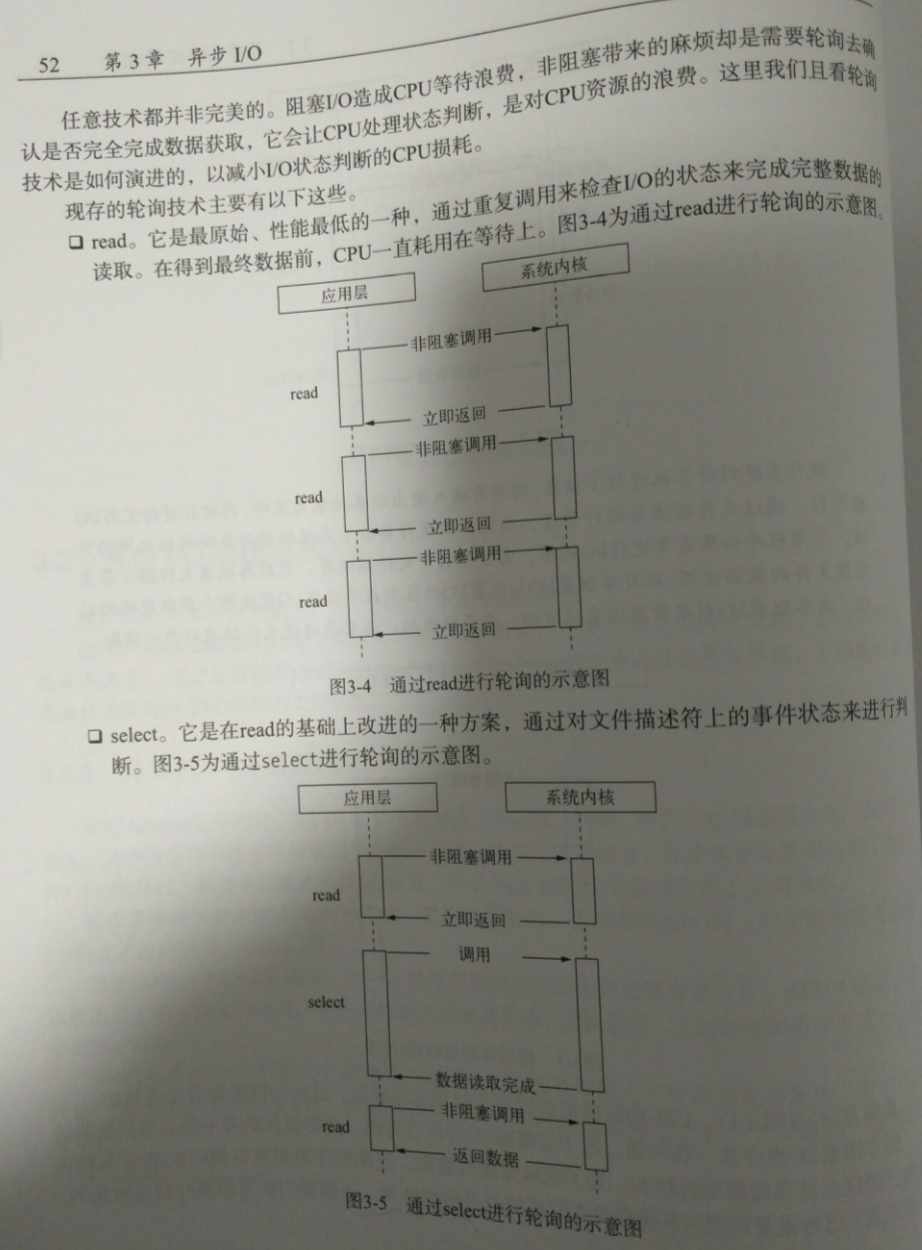 52 第 3 章 异步 I/O
任意技术都并非完美的。阻塞I/O造成CPU等待浪费，非阻塞带来的麻烦却是需要轮询去确
认是否完全完成数据获取，它会让CPU处理状态判断，是对CPU资源的浪费。这里我们且看轮询
技术是如何演进的，以减小I/O状态判断的CPU损耗。
现存的轮询技术主要有以下这些。
❑ read。它是最原始、性能最低的一种，通过重复调用来检查I/O的状态来完成完整数据的
读取。在得到最终数据前，CPU一直耗用在等待上。图3-4为通过read进行轮询的示意图。
应用层 系统内核
非阻塞调用
read
立即返回
非阻塞调用
read
立即返回
非阻塞调用
read
立即返回
图3-4 通过read进行轮询的示意图
❑ select。它是在read的基础上改进的一种方案，通过对文件描述符上的事件状态来进行判
断。图3-5为通过select进行轮询的示意图。
应用层 系统内核
非阻塞调用
read
立即返回
调用
select
数据读取完成
非阻塞调用
read
返回数据
图3-5 通过select进行轮询的示意图